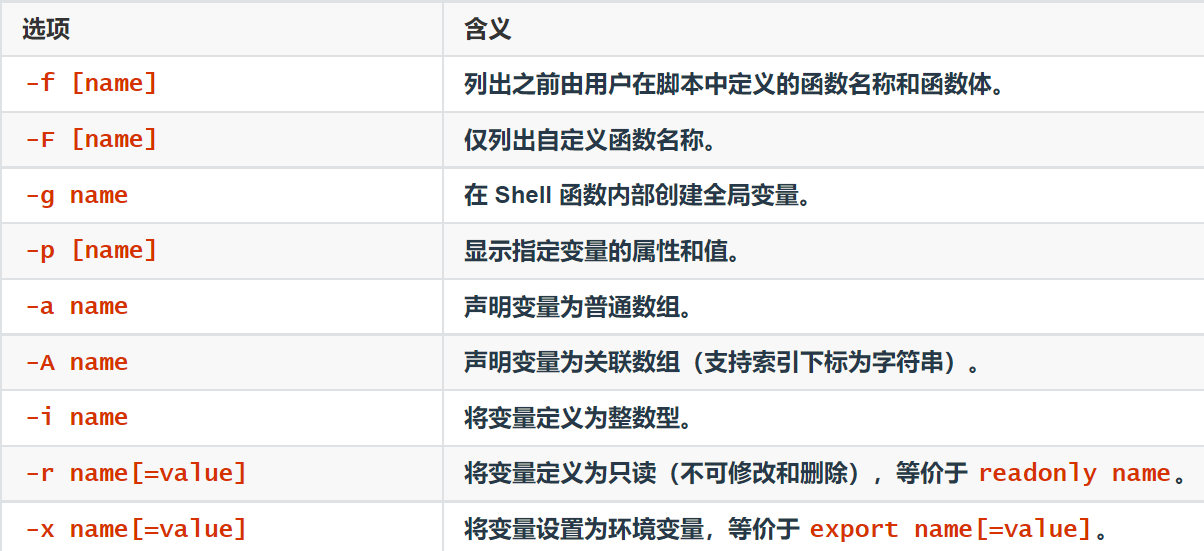 选项 含义
-f [name] 列出之前由用户在脚本中定义的函数名称和函数体。
-F [name] 仅列出自定义函数名称。
-g name 在 Shell 函数内部创建全局变量。
-p [name] 显示指定变量的属性和值。
-a name 声明变量为普通数组。
-A name 声明变量为关联数组（支持索引下标为字符串）。
-i name 将变量定义为整数型。
-r name[=value] 将变量定义为只读（不可修改和删除），等价于 readonly name。
-x name[=value] 将变量设置为环境变量，等价于 export name[=value]。